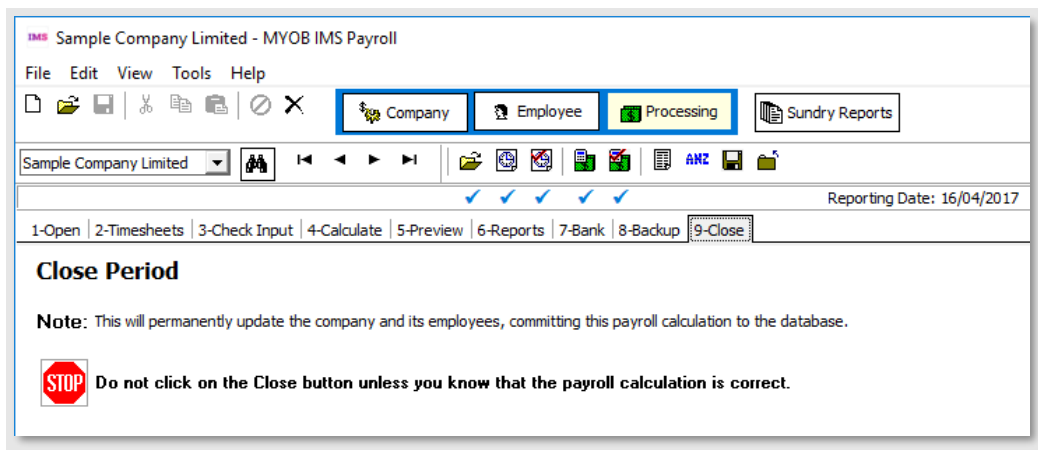 IMS Sample Company Limited - MYOB IMS Payroll
File Edit View Tools Help
Company Employee Processing Sundry Reports
Sample Company Limited ANZ
Reporting Date: 16/04/2017
1-Open 2-Timesheets 3-Check Input 4-Calculate 5-Preview 6-Reports 7-Bank 8-Backup 9-Close
Close Period
Note: This will permanently update the company and its employees, committing this payroll calculation to the database.
STOP Do not click on the Close button unless you know that the payroll calculation is correct.